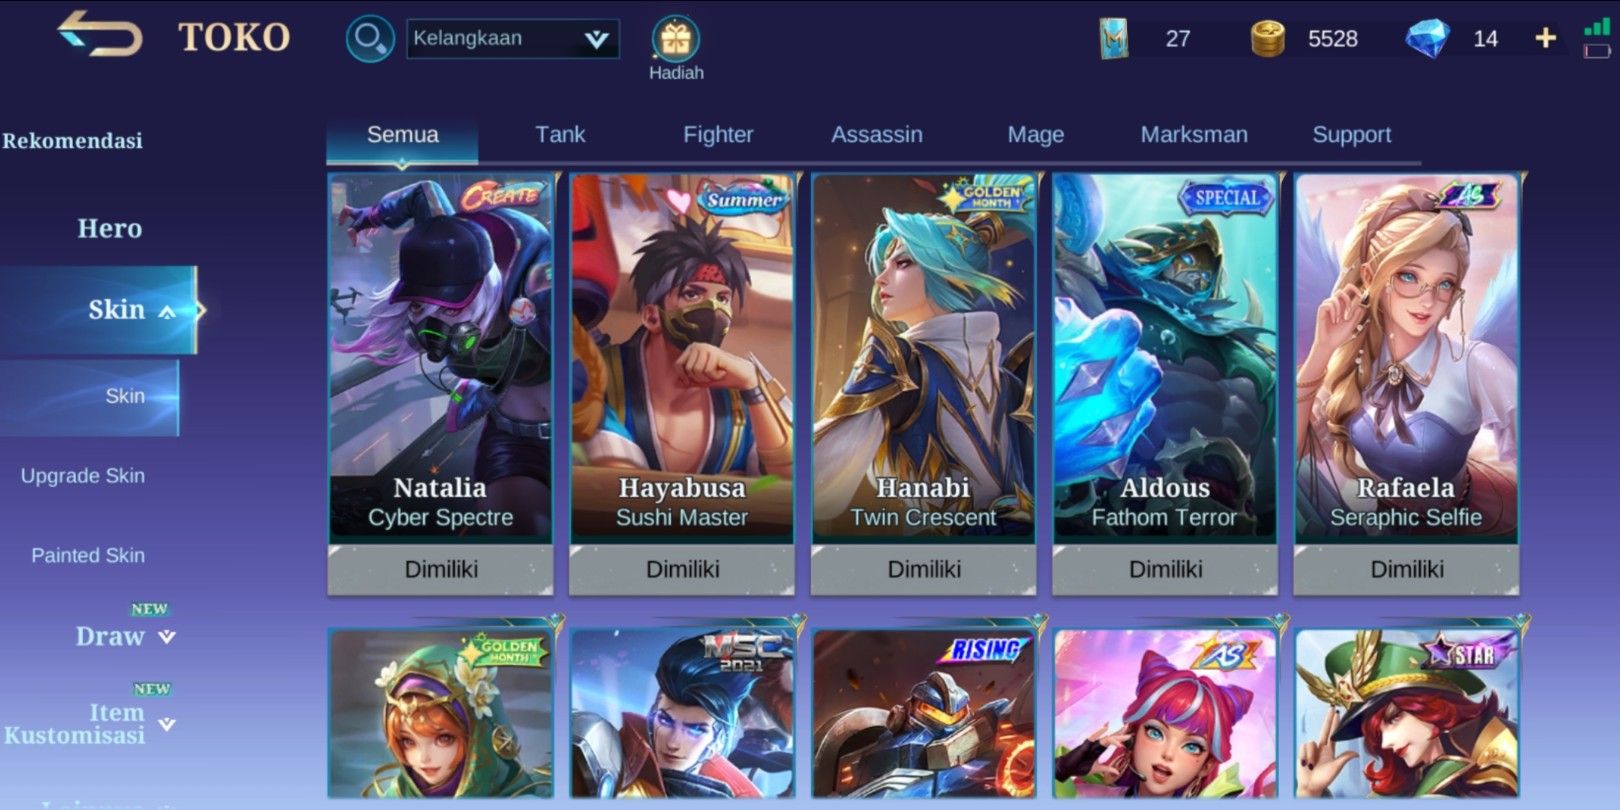 TOKO
Kelangkaan
Hadiah
27
5528
14
Rekomendasi
Hero
Skin
Skin
Upgrade Skin
Painted Skin
NEW
Draw
NEW
Item
Kustomisasi
Semua
Tank
Fighter
Assassin
Mage
Marksman
Support
CREATE
Natalia
Cyber Spectre
Dimiliki
Summer
Hayabusa
Sushi Master
Dimiliki
GOLDEN
MONTH
Hanabi
Twin Crescent
Dimiliki
SPECIAL
Aldous
Fathom Terror
Dimiliki
AS
Rafaela
Seraphic Selfie
Dimiliki
GOLDEN
MONTH
MSC
2021
RISING
AS
STAR